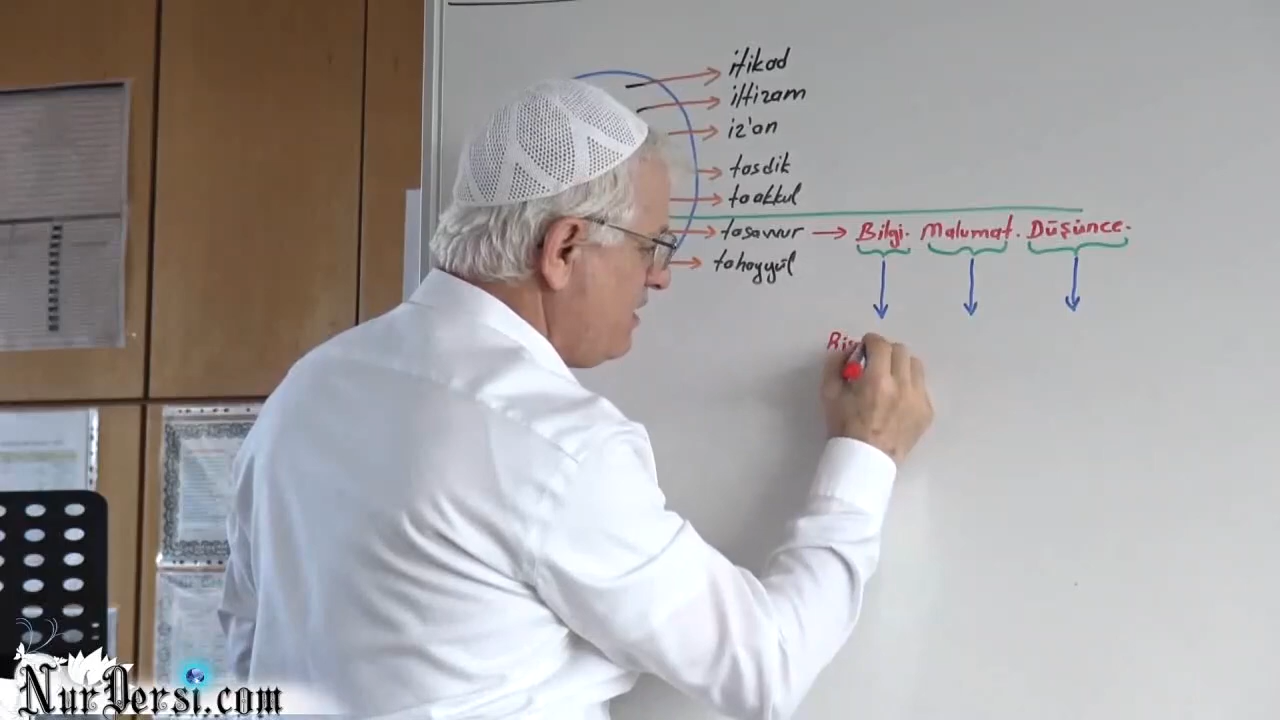 itikad
iltizam
iz'an
tasdik
taakkul
tasavvur → Bilgi. Malumat. Düşünce.
tahayyül
NurDersi.com